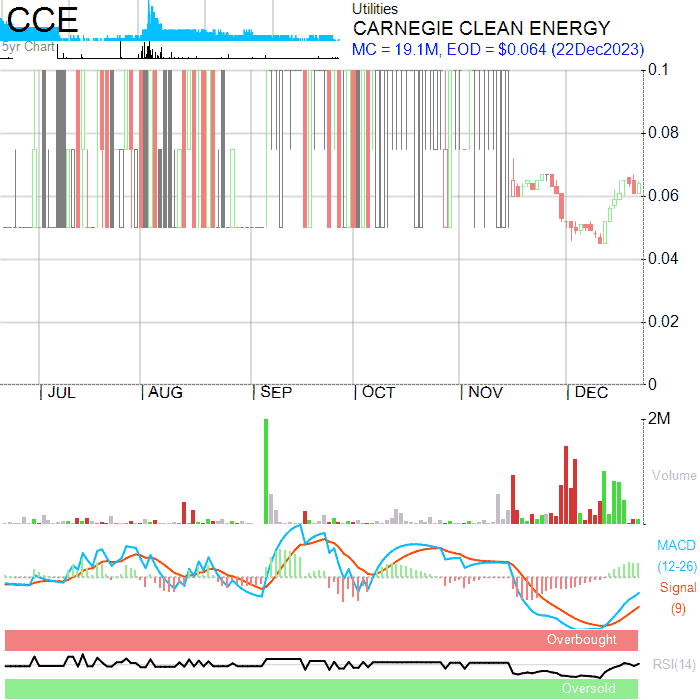 CCE
5yr Chart
Utilities
CARNEGIE CLEAN ENERGY
MC = 19.1M, EOD = $0.064 (22Dec2023)
0.1
0.08
0.06
0.04
0.02
0
JUL AUG SEP OCT NOV DEC
2M
Volume
MACD
(12-26)
Signal
(9)
Overbought
RSI(14)
Oversold